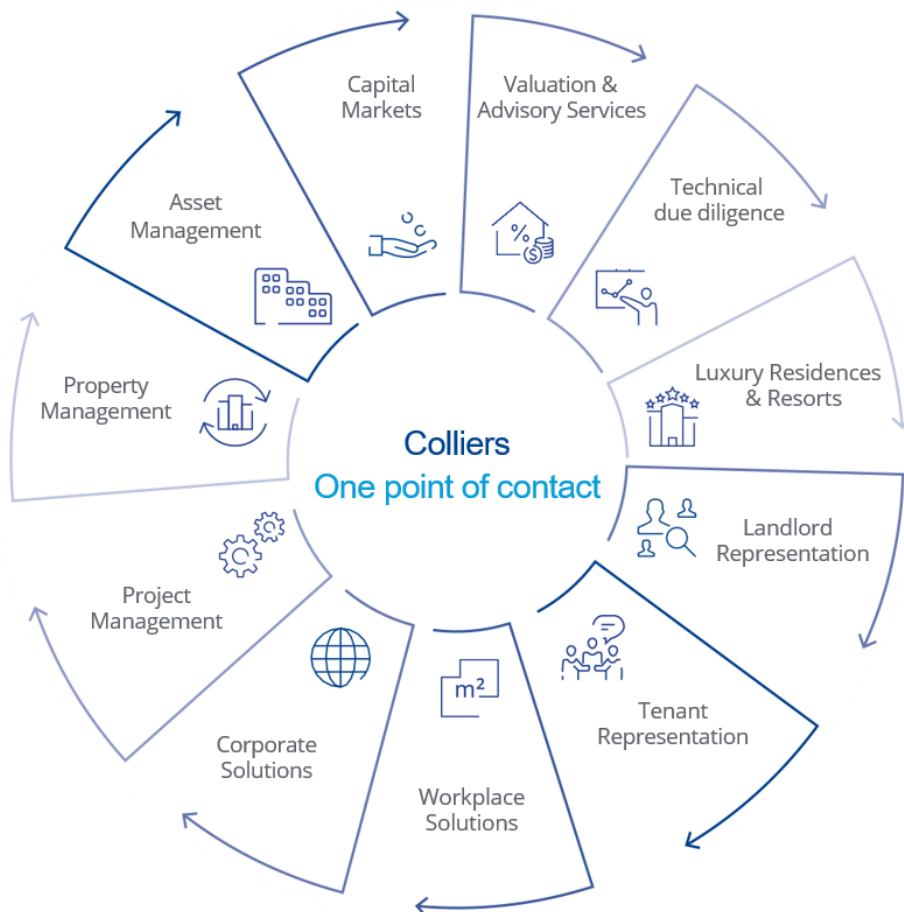 Capital
Markets
Valuation &
Advisory Services
%
$
Technical
due diligence
Luxury Residences
& Resorts
Landlord
Representation
Tenant
Representation
m²
Workplace
Solutions
Corporate
Solutions
Project
Management
Property
Management
Asset
Management
Colliers
One point of contact